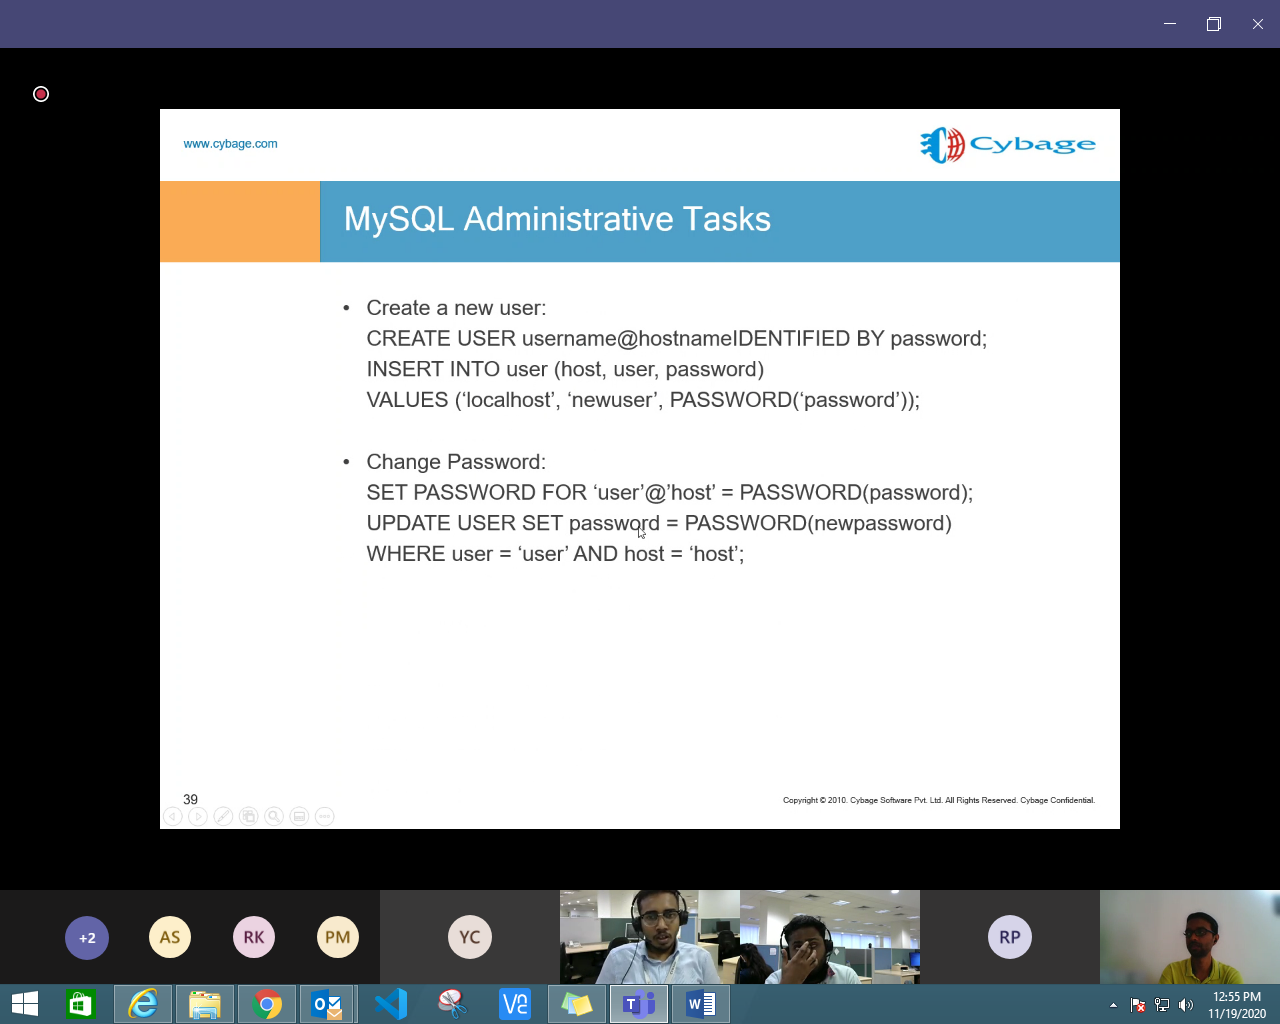 www.cybage.com
Cybage
MySQL Administrative Tasks
• Create a new user:
CREATE USER username@hostnameIDENTIFIED BY password;
INSERT INTO user (host, user, password)
VALUES (‘localhost’, ‘newuser’, PASSWORD(‘password’));
• Change Password:
SET PASSWORD FOR ‘user’@’host’ = PASSWORD(password);
UPDATE USER SET password = PASSWORD(newpassword)
WHERE user = ‘user’ AND host = ‘host’;
39
Copyright © 2010. Cybage Software Pvt. Ltd. All Rights Reserved. Cybage Confidential.
+2
AS
RK
PM
YC
RP
12:55 PM
11/19/2020